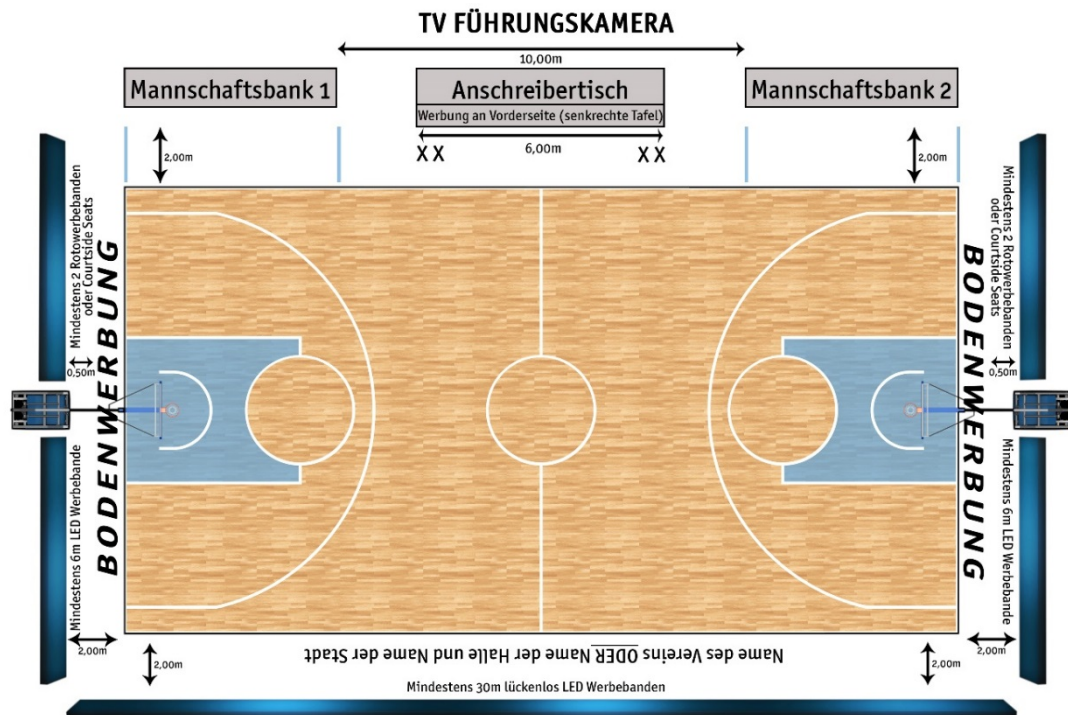 TV FÜHRUNGSKAMERA
10,00m
Mannschaftsbank 1
Anschreibertisch
Mannschaftsbank 2
Werbung an Vorderseite (senkrechte Tafel)
2,00m
6,00m
2,00m
X X
X X
Mindestens 2 Rotowerbebanden
oder Courtside Seats
0,50m
BODENWERBUNG
Mindestens 2 Rotowerbebanden
oder Courtside Seats
0,50m
BODENWERBUNG
Mindestens 6m LED Werbebande
Mindestens 6m LED Werbebande
2,00m
2,00m
Name des Vereins ODER Name der Halle und Name der Stadt
2,00m
2,00m
Mindestens 30m lückenlos LED Werbebanden